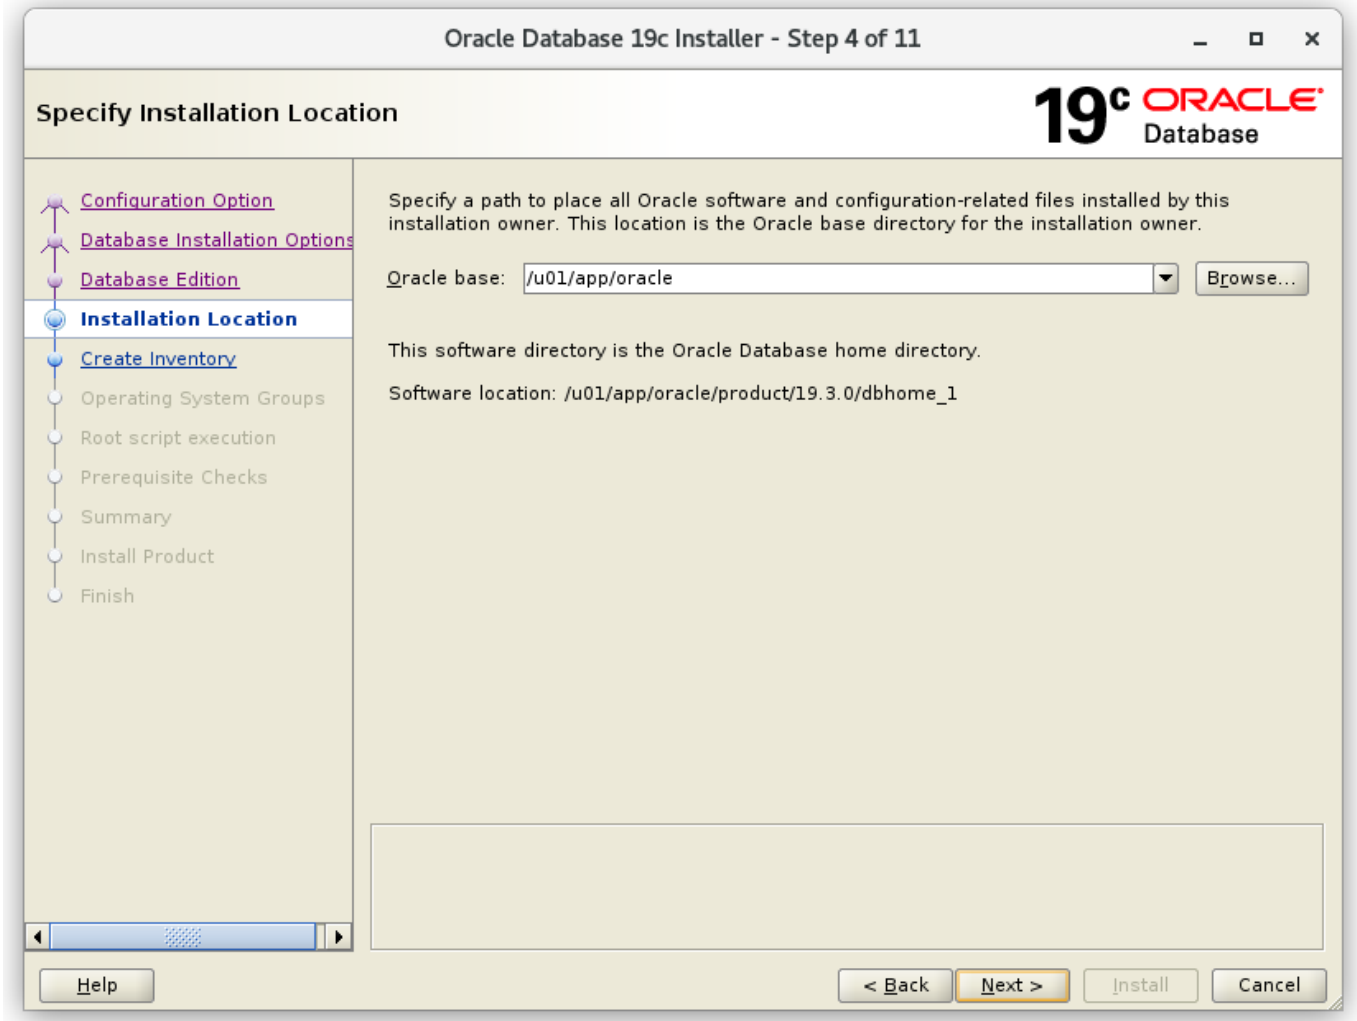 Oracle Database 19c Installer - Step 4 of 11
Specify Installation Location
19c ORACLE
Database
Configuration Option
Database Installation Options
Database Edition
Installation Location
Create Inventory
Operating System Groups
Root script execution
Prerequisite Checks
Summary
Install Product
Finish
Specify a path to place all Oracle software and configuration-related files installed by this
installation owner. This location is the Oracle base directory for the installation owner.
Oracle base: /u01/app/oracle Browse...
This software directory is the Oracle Database home directory.
Software location: /u01/app/oracle/product/19.3.0/dbhome_1
Help < Back Next > Install Cancel